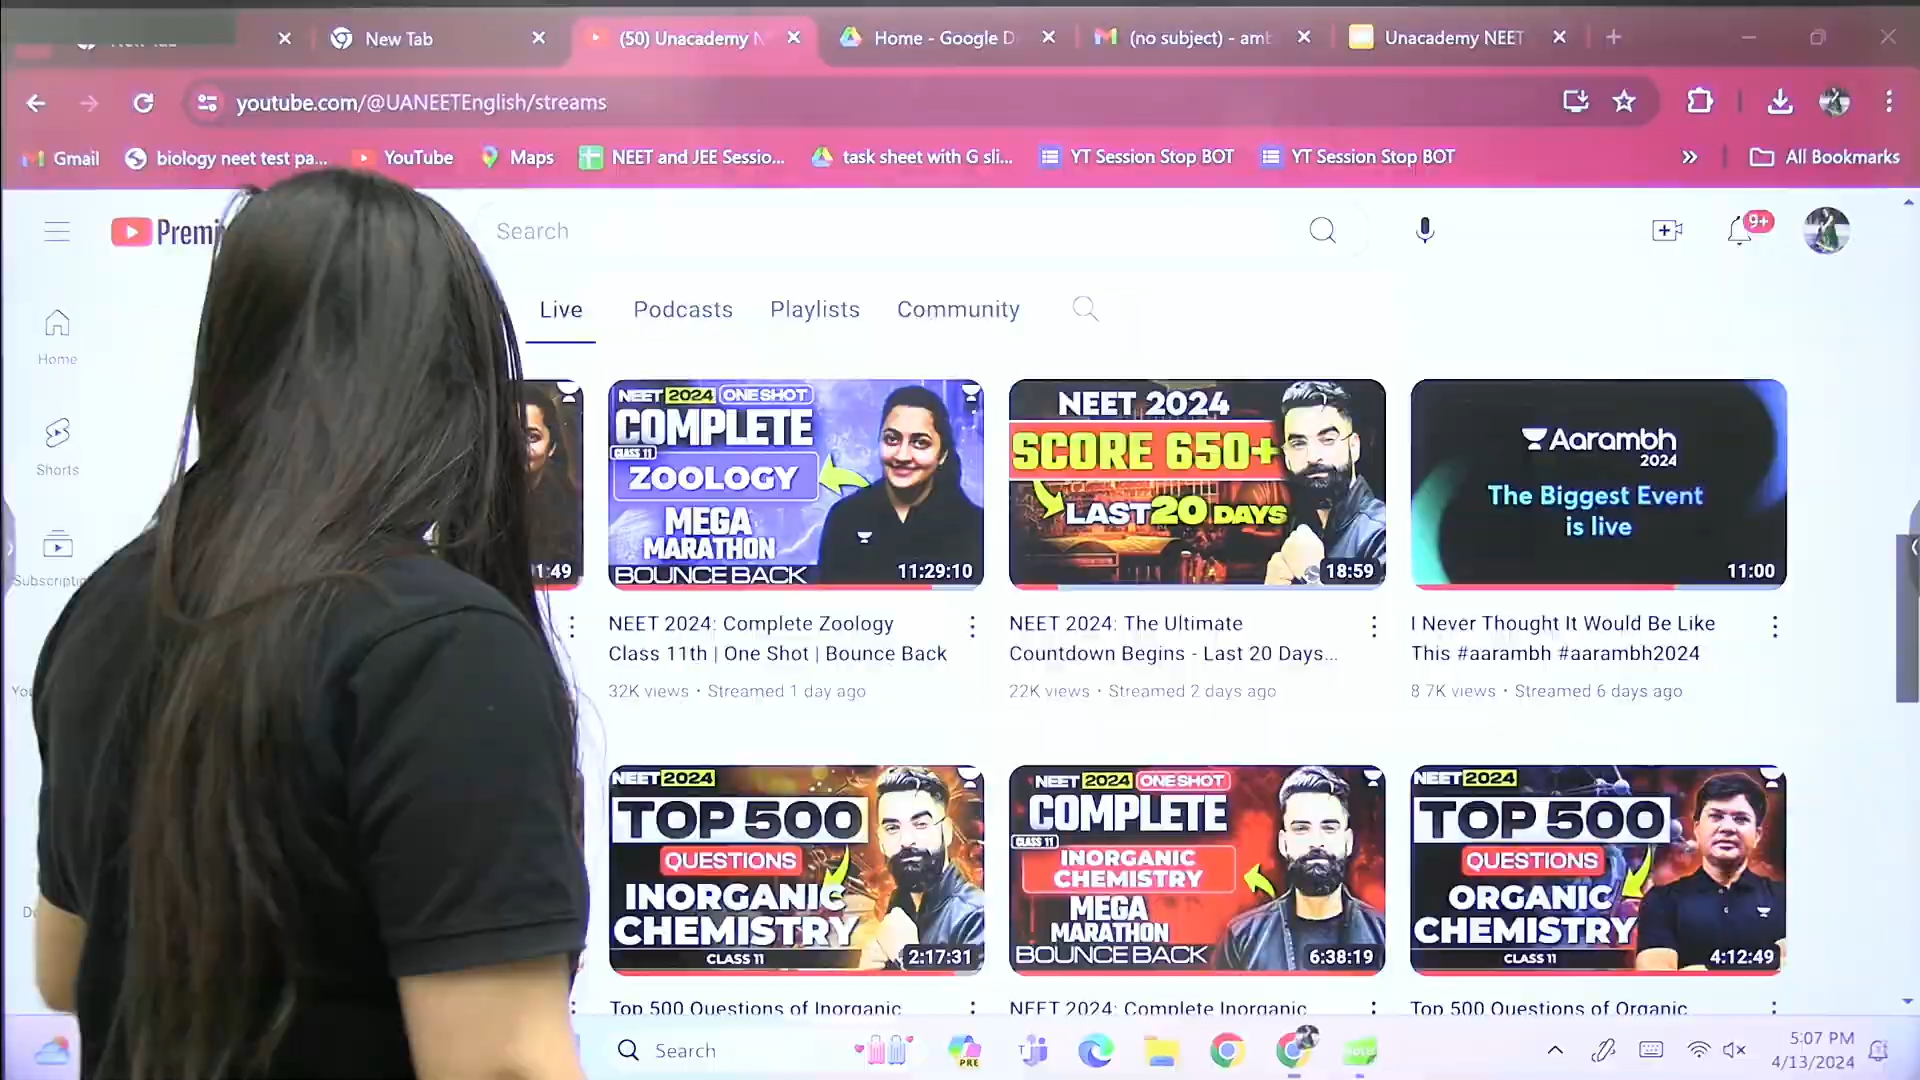 New Tab
(50) Unacademy N
Home - Google D
(no subject) - amb
Unacademy NEET
youtube.com/@UANEETEnglish/streams
Gmail
biology neet test pa...
YouTube
Maps
NEET and JEE Sessio...
task sheet with G sli...
YT Session Stop BOT
YT Session Stop BOT
All Bookmarks
Search
9+
Live
Podcasts
Playlists
Community
Home
Shorts
NEET 2024 ONE SHOT
COMPLETE
CLASS 11
ZOOLOGY
MEGA
MARATHON
BOUNCE BACK
11:29:10
NEET 2024
SCORE 650+
LAST 20 DAYS
18:59
Aarambh
2024
The Biggest Event
is live
11:00
1:49
NEET 2024: Complete Zoology
Class 11th | One Shot | Bounce Back
32K views • Streamed 1 day ago
NEET 2024: The Ultimate
Countdown Begins - Last 20 Days...
22K views • Streamed 2 days ago
I Never Thought It Would Be Like
This #aarambh #aarambh2024
8.7K views • Streamed 6 days ago
NEET 2024
TOP 500
QUESTIONS
INORGANIC
CHEMISTRY
CLASS 11
2:17:31
NEET 2024 ONE SHOT
COMPLETE
CLASS 11
INORGANIC
CHEMISTRY
MEGA
MARATHON
BOUNCE BACK
6:38:19
NEET 2024
TOP 500
QUESTIONS
ORGANIC
CHEMISTRY
CLASS 11
4:12:49
Top 500 Questions of Inorganic
NEET 2024: Complete Inorganic
Top 500 Questions of Organic
Search
PRE
5:07 PM
4/13/2024